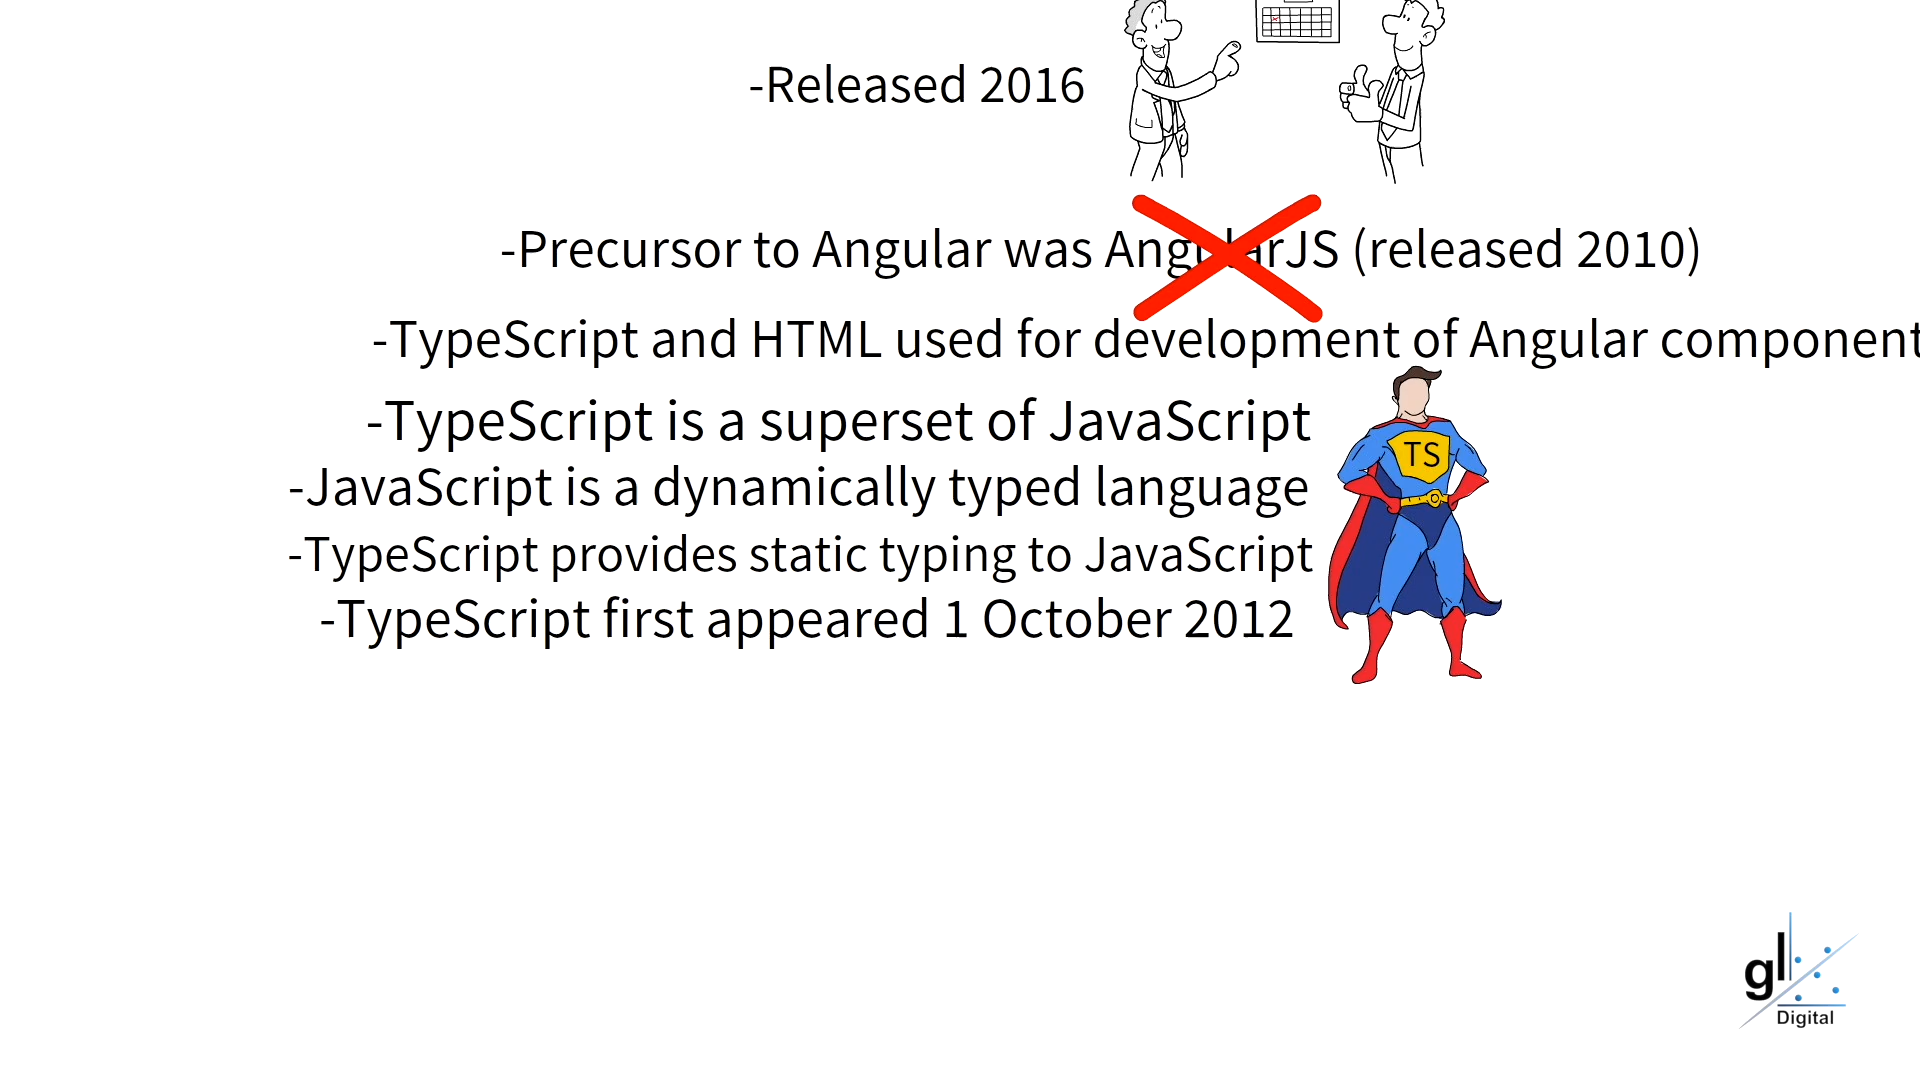 -Released 2016
-Precursor to Angular was AngularJS (released 2010)
-TypeScript and HTML used for development of Angular component
-TypeScript is a superset of JavaScript
TS
-JavaScript is a dynamically typed language
-TypeScript provides static typing to JavaScript
-TypeScript first appeared 1 October 2012
gl
Digital